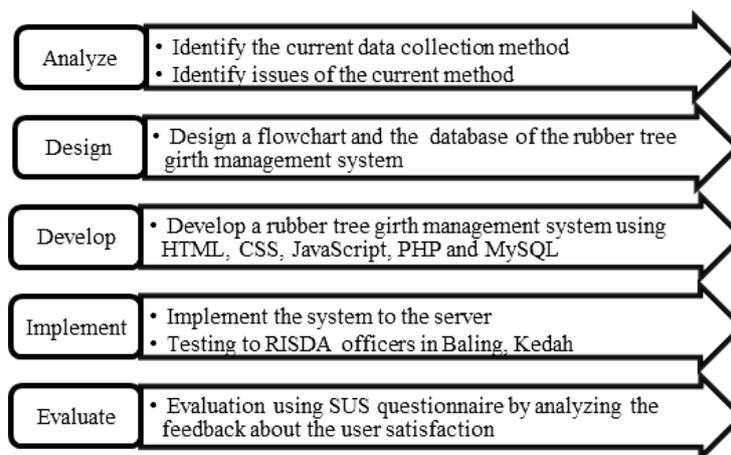 Analyze
• Identify the current data collection method
• Identify issues of the current method
Design
• Design a flowchart and the database of the rubber tree
girth management system
Develop
• Develop a rubber tree girth management system using
HTML, CSS, JavaScript, PHP and MySQL
Implement
• Implement the system to the server
• Testing to RISDA officers in Baling, Kedah
Evaluate
• Evaluation using SUS questionnaire by analyzing the
feedback about the user satisfaction